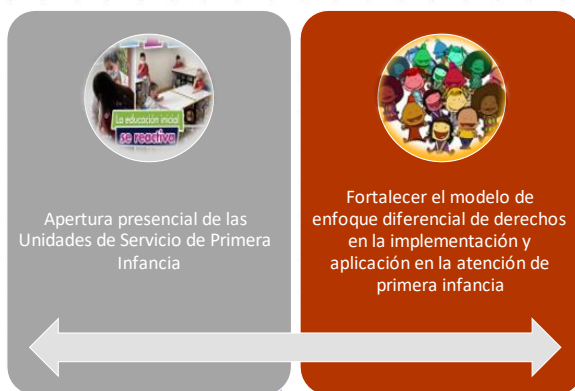 La educación inicial
se reactiva
Apertura presencial de las
Unidades de Servicio de Primera
Infancia
Fortalecer el modelo de
enfoque diferencial de derechos
en la implementación y
aplicación en la atención de
primera infancia